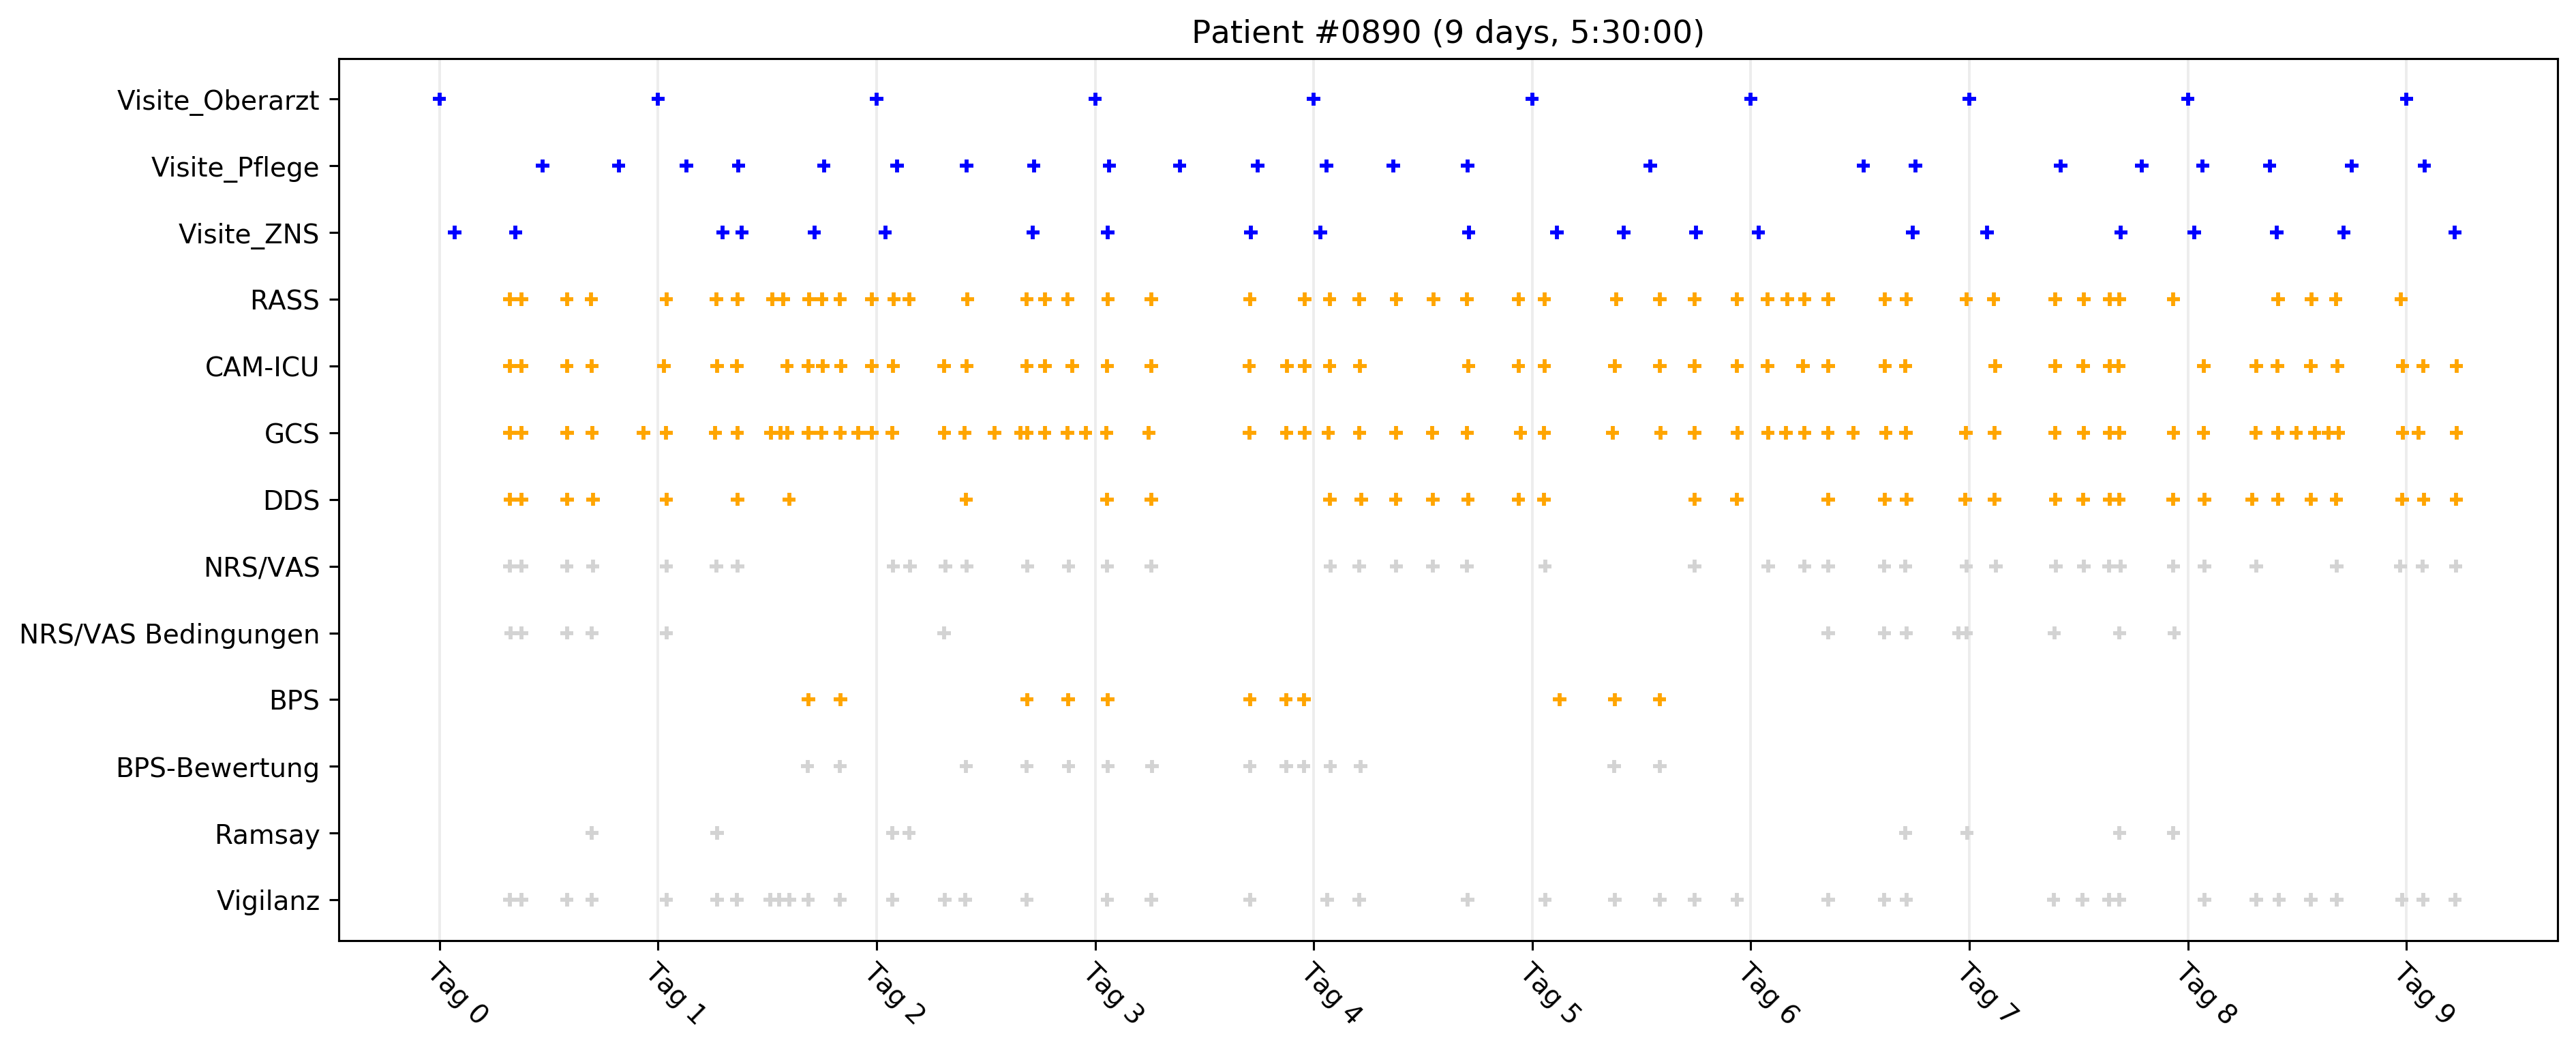 Patient #0890 (9 days, 5:30:00)
Visite_Oberarzt
Visite_Pflege
Visite_ZNS
RASS
CAM-ICU
GCS
DDS
NRS/VAS
NRS/VAS Bedingungen
BPS
BPS-Bewertung
Ramsay
Vigilanz
Tag 0
Tag 1
Tag 2
Tag 3
Tag 4
Tag 5
Tag 6
Tag 7
Tag 8
Tag 9